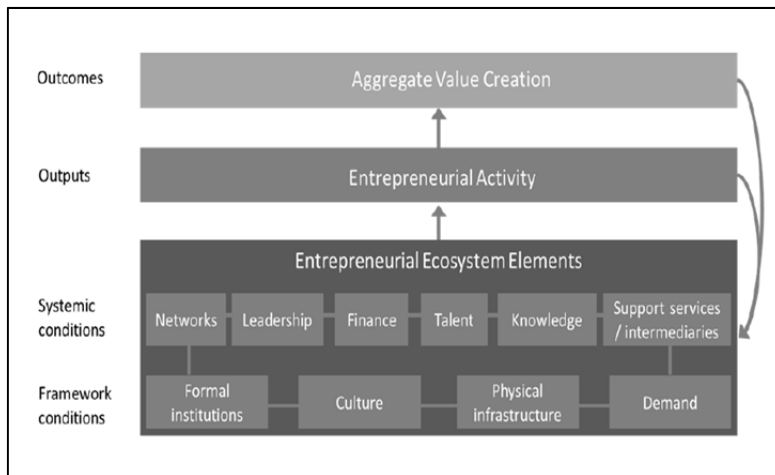 Outcomes
Aggregate Value Creation
Outputs
Entrepreneurial Activity
Entrepreneurial Ecosystem Elements
Systemic
conditions
Networks
Leadership
Finance
Talent
Knowledge
Support services
/ intermediaries
Framework
conditions
Formal
institutions
Culture
Physical
infrastructure
Demand